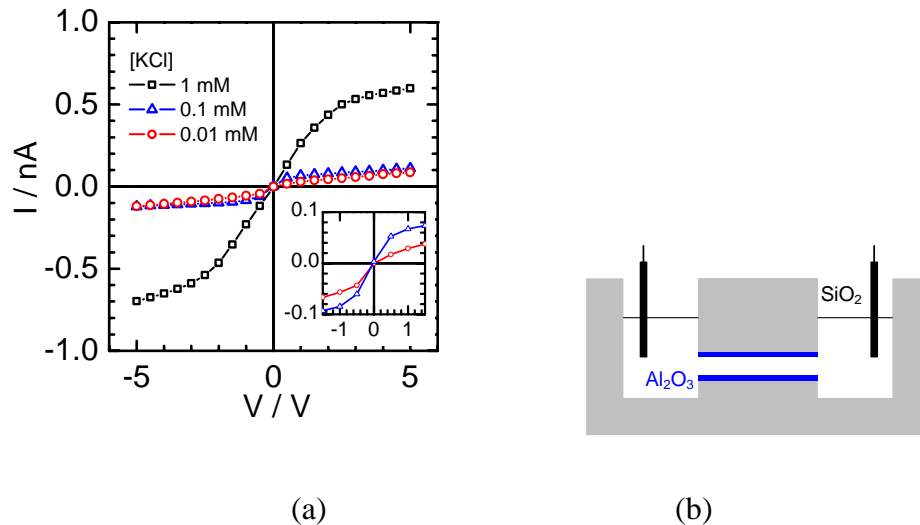 1.0
0.5
0.0
-0.5
-1.0
I / nA
[KCl]
1 mM
0.1 mM
0.01 mM
0.1
0.0
-0.1
-1 0 1
-5 0 5
V / V
(a)
SiO₂
Al₂O₃
(b)